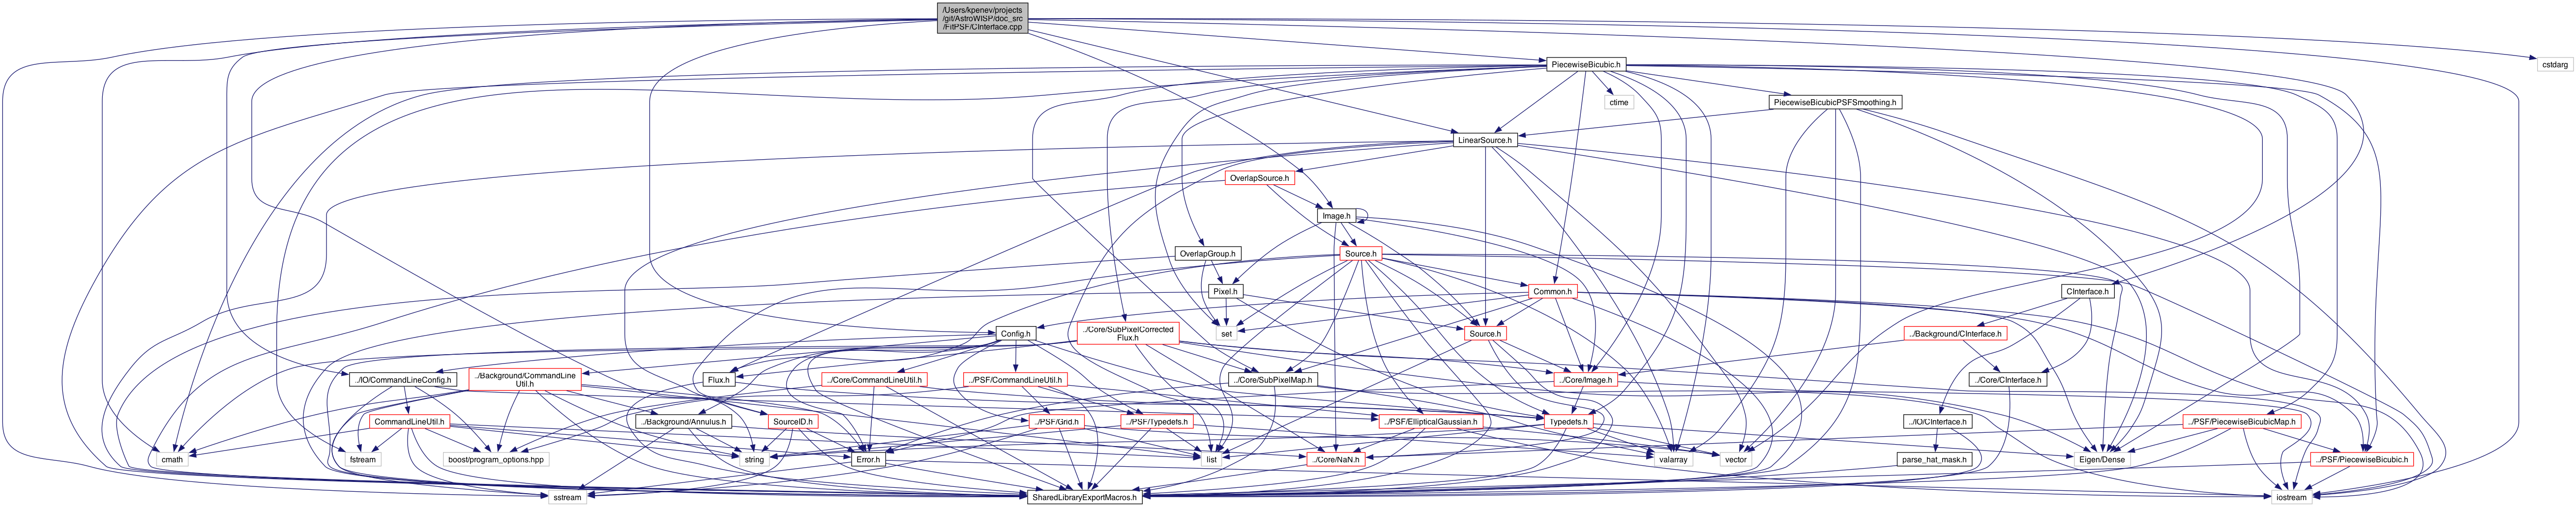 /Users/kpenev/projects
/git/AstroWISP/doc_src
/FitPSF/CInterface.cpp
PiecewiseBicubic.h
cstdarg
ctime
PiecewiseBicubicPSFSmoothing.h
LinearSource.h
OverlapSource.h
Image.h
OverlapGroup.h
Source.h
Pixel.h
Common.h
CInterface.h
set
Config.h
../Core/SubPixelCorrected
Flux.h
Source.h
../Background/CInterface.h
../IO/CommandLineConfig.h
../Background/CommandLine
Util.h
Flux.h
../Core/CommandLineUtil.h
../PSF/CommandLineUtil.h
../Core/SubPixelMap.h
../Core/Image.h
../Core/CInterface.h
CommandLineUtil.h
../Background/Annulus.h
SourceID.h
../PSF/Grid.h
../PSF/Typedefs.h
../PSF/EllipticalGaussian.h
Typedefs.h
../IO/CInterface.h
../PSF/PiecewiseBicubicMap.h
cmath
fstream
boost/program_options.hpp
string
Error.h
list
../Core/NaN.h
valarray
vector
parse_hat_mask.h
Eigen/Dense
../PSF/PiecewiseBicubic.h
sstream
SharedLibraryExportMacros.h
iostream